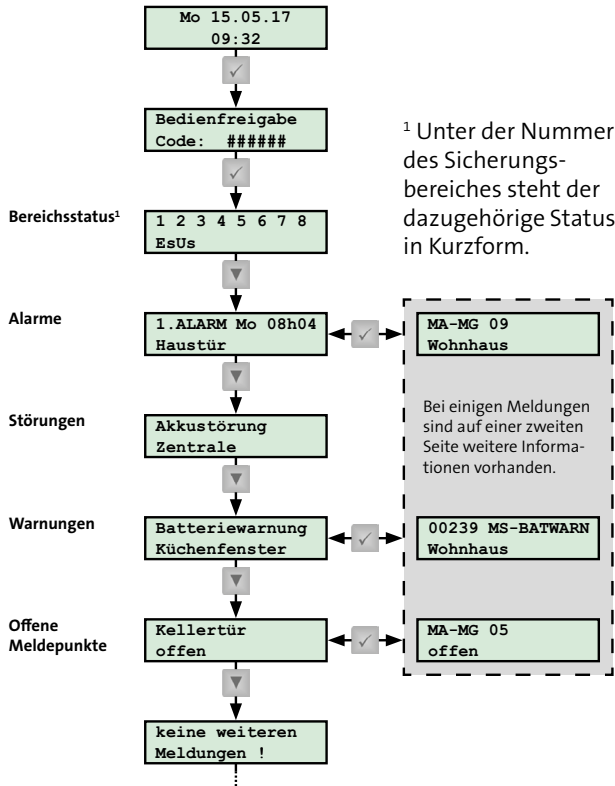 Mo 15.05.17
09:32
Bedienfreigabe
Code: ######
¹ Unter der Nummer
des Sicherungs-
bereiches steht der
dazugehörige Status
in Kurzform.
Bereichsstatus¹
1 2 3 4 5 6 7 8
EsUs
Alarme
1.ALARM Mo 08h04
Haustür
MA-MG 09
Wohnhaus
Bei einigen Meldungen
sind auf einer zweiten
Seite weitere Informa-
tionen vorhanden.
Störungen
Akkustörung
Zentrale
Warnungen
Batteriewarnung
Küchenfenster
00239 MS-BATWARN
Wohnhaus
Offene
Meldepunkte
Kellertür
offen
MA-MG 05
offen
keine weiteren
Meldungen !